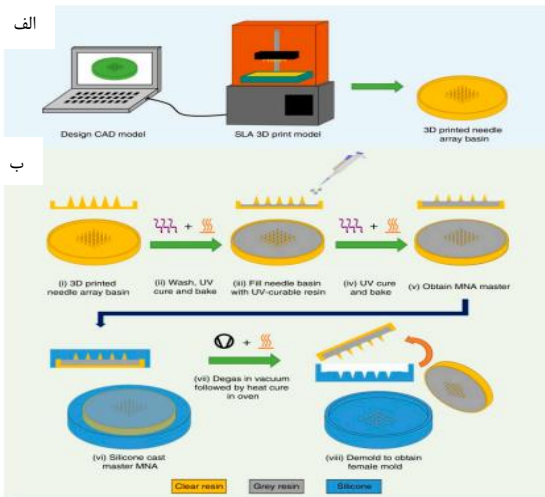 الف
Design CAD model
SLA 3D print model
3D printed needle
array basin
ب
(i) 3D printed
needle array basin
(ii) Wash, UV
cure and bake
(iii) Fill needle basin
with UV-curable resin
(iv) UV cure
and bake
(v) Obtain MNA master
(vi) Silicone cast
master MNA
(vii) Degas in vacuum
followed by heat cure
in oven
(viii) Demold to obtain
female mold
Clear resin
Grey resin
Silicone